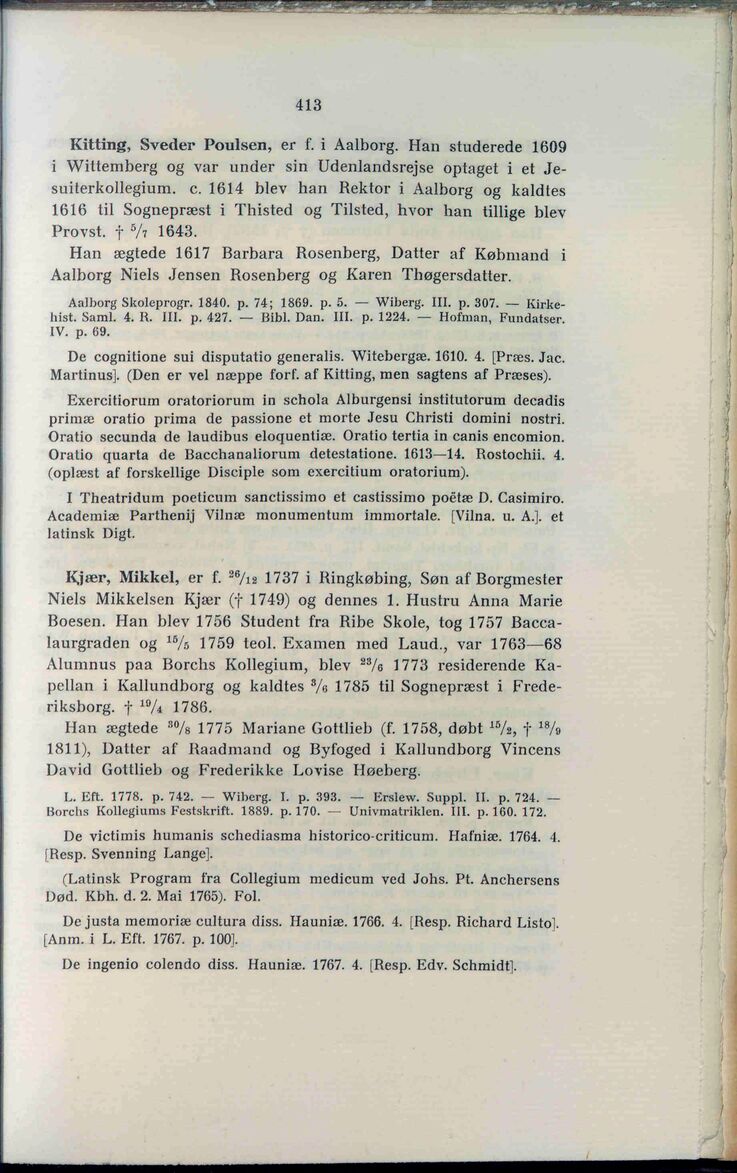 413
Kitting, Sveder Poulsen, er f. i Aalborg. Han studerede 1609
i Wittemberg og var under sin Udenlandsrejse optaget i et Je-
suiterkollegium. c. 1614 blev han Rektor i Aalborg og kaldtes
1616 til Sognepræst i Thisted og Tilsted, hvor han tillige blev
Provst. † 5/7 1643.
Han ægtede 1617 Barbara Rosenberg, Datter af Købmand i
Aalborg Niels Jensen Rosenberg og Karen Thøgersdatter.
Aalborg Skoleprogr. 1840. p. 74; 1869. p. 5. — Wiberg. III. p. 307. — Kirke-
hist. Saml. 4. R. III. p. 427. — Bibl. Dan. III. p. 1224. — Hofman, Fundatser.
IV. p. 69.
De cognitione sui disputatio generalis. Witebergæ. 1610. 4. [Præs. Jac.
Martinus]. (Den er vel næppe forf. af Kitting, men sagtens af Præses).
Exercitiorum oratoriorum in schola Alburgensi institutorum decadis
primæ oratio prima de passione et morte Jesu Christi domini nostri.
Oratio secunda de laudibus eloquentiæ. Oratio tertia in canis encomion.
Oratio quarta de Bacchanaliorum detestatione. 1613—14. Rostochii. 4.
(oplæst af forskellige Disciple som exercitium oratorium).
I Theatridum poeticum sanctissimo et castissimo poëtæ D. Casimiro.
Academiæ Parthenij Vilnæ monumentum immortale. [Vilna. u. A.]. et
latinsk Digt.
Kjær, Mikkel, er f. 26/12 1737 i Ringkøbing, Søn af Borgmester
Niels Mikkelsen Kjær († 1749) og dennes 1. Hustru Anna Marie
Boesen. Han blev 1756 Student fra Ribe Skole, tog 1757 Bacca-
laurgraden og 15/5 1759 teol. Examen med Laud., var 1763—68
Alumnus paa Borchs Kollegium, blev 23/6 1773 residerende Ka-
pellan i Kallundborg og kaldtes 3/6 1785 til Sognepræst i Frede-
riksborg. † 19/4 1786.
Han ægtede 30/8 1775 Mariane Gottlieb (f. 1758, døbt 15/2, † 18/9
1811), Datter af Raadmand og Byfoged i Kallundborg Vincens
David Gottlieb og Frederikke Lovise Høeberg.
L. Eft. 1778. p. 742. — Wiberg. I. p. 393. — Erslew. Suppl. II. p. 724. —
Borchs Kollegiums Festskrift. 1889. p. 170. — Univmatriklen. III. p. 160. 172.
De victimis humanis schediasma historico-criticum. Hafniæ. 1764. 4.
[Resp. Svenning Lange].
(Latinsk Program fra Collegium medicum ved Johs. Pt. Anchersens
Død. Kbh. d. 2. Mai 1765). Fol.
De justa memoriæ cultura diss. Hauniæ. 1766. 4. [Resp. Richard Listo].
[Anm. i L. Eft. 1767. p. 100].
De ingenio colendo diss. Hauniæ. 1767. 4. [Resp. Edv. Schmidt].